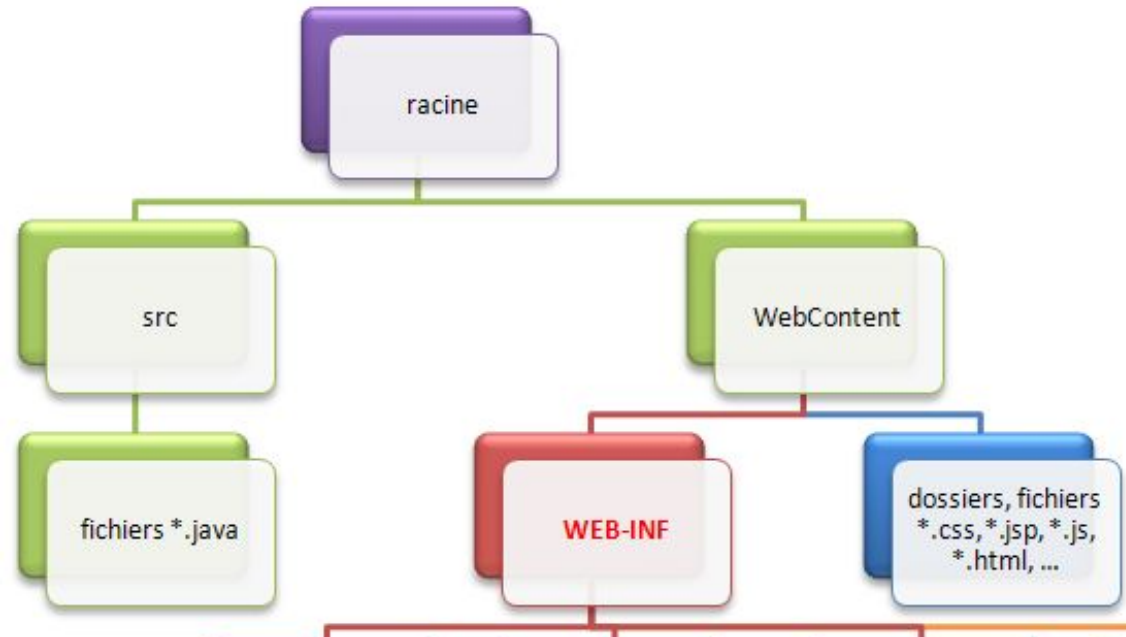 racine
src
WebContent
fichiers *.java
WEB-INF
dossiers, fichiers
*.css,*.jsp, *.js,
*.html, ...